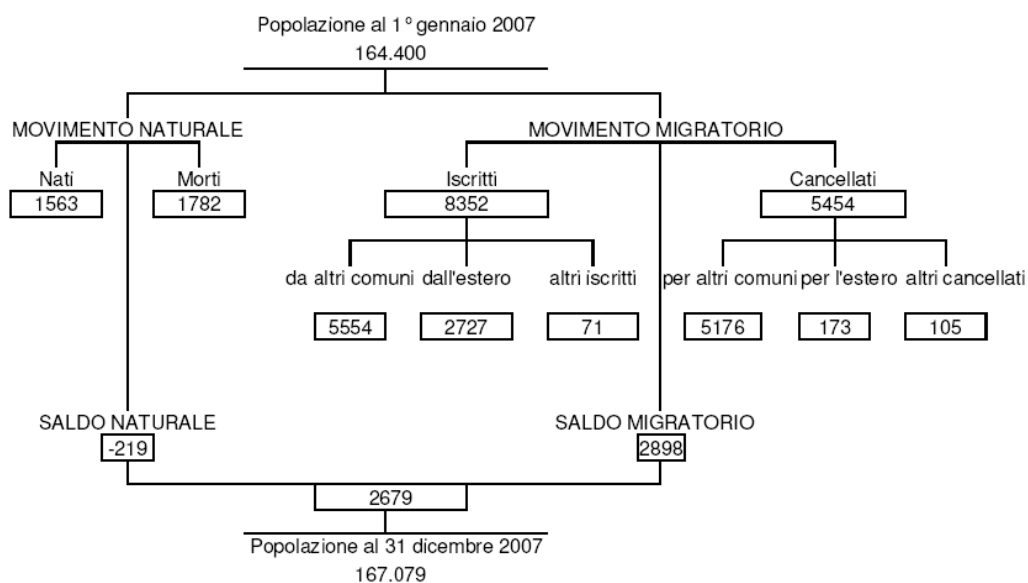 Popolazione al 1° gennaio 2007
164.400
MOVIMENTO NATURALE
MOVIMENTO MIGRATORIO
Nati
Morti
Iscritti
Cancellati
1563
1782
8352
5454
da altri comuni
dall'estero
altri iscritti
per altri comuni
per l'estero
altri cancellati
5554
2727
71
5176
173
105
SALDO NATURALE
SALDO MIGRATORIO
-219
2898
2679
Popolazione al 31 dicembre 2007
167.079